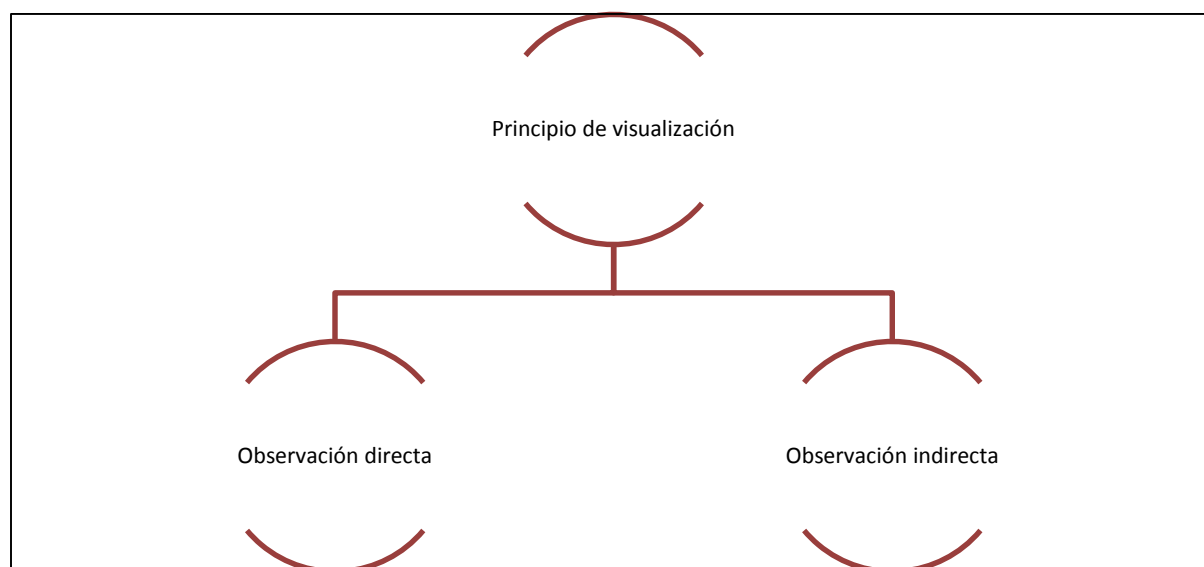 Principio de visualización
Observación directa
Observación indirecta